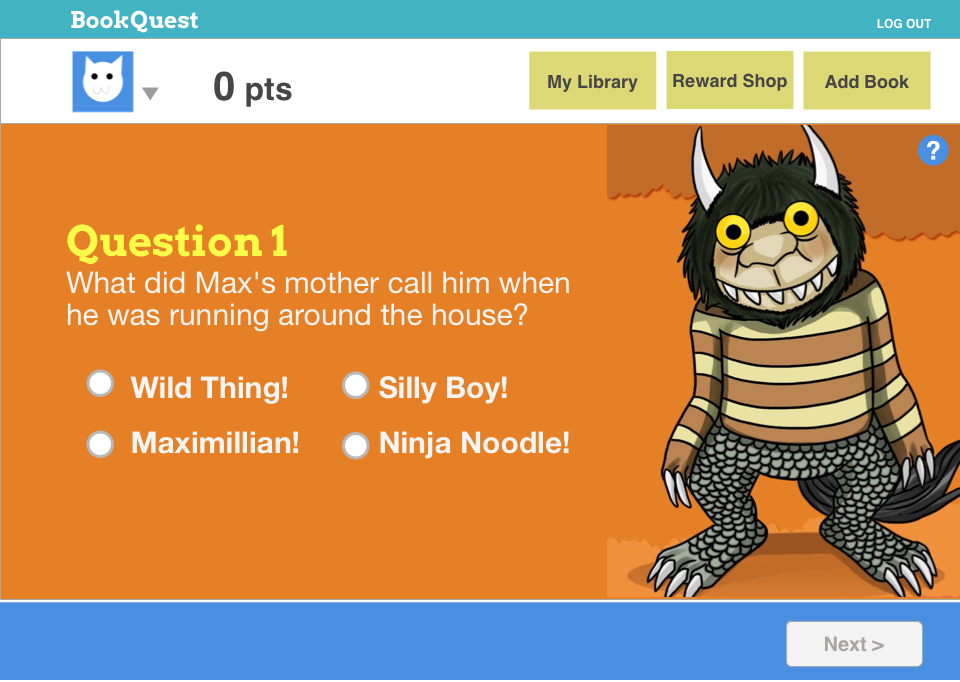 BookQuest
LOG OUT
0 pts
My Library
Reward Shop
Add Book
?
Question 1
What did Max's mother call him when
he was running around the house?
Wild Thing!
Silly Boy!
Maximillian!
Ninja Noodle!
Next >